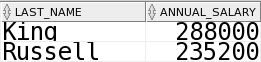 LAST_NAME ANNUAL_SALARY
King 288000
Russell 235200